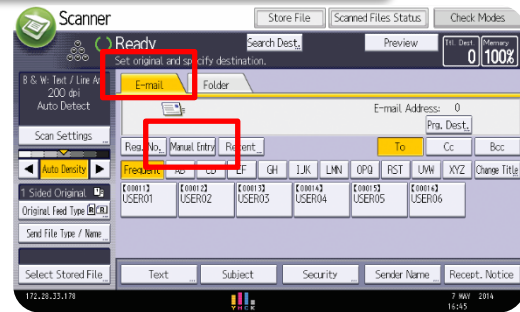 Scanner
Store File
Scanned Files Status
Check Modes
Ready
Search Dest.
Preview
Ttl. Dest.
0
Memory
100%
Set original and specify destination.
B & W: Text / Line Ar
200 dpi
Auto Detect
E-mail
Folder
E-mail Address: 0
Prg. Dest.
Scan Settings
Reg. No.
Manual Entry
Recent
To
Cc
Bcc
Auto Density
Frequent
AB
CD
EF
GH
IJK
LMN
OPQ
RST
UVW
XYZ
Change Title
1 Sided Original
Original Feed Type
[00011]
USER01
[00012]
USER02
[00013]
USER03
[00014]
USER04
[00015]
USER05
[00016]
USER06
Send File Type / Name
Select Stored File
Text
Subject
Security
Sender Name
Recept. Notice
172.28.33.178
YMCK
7 MAY 2014
16:45